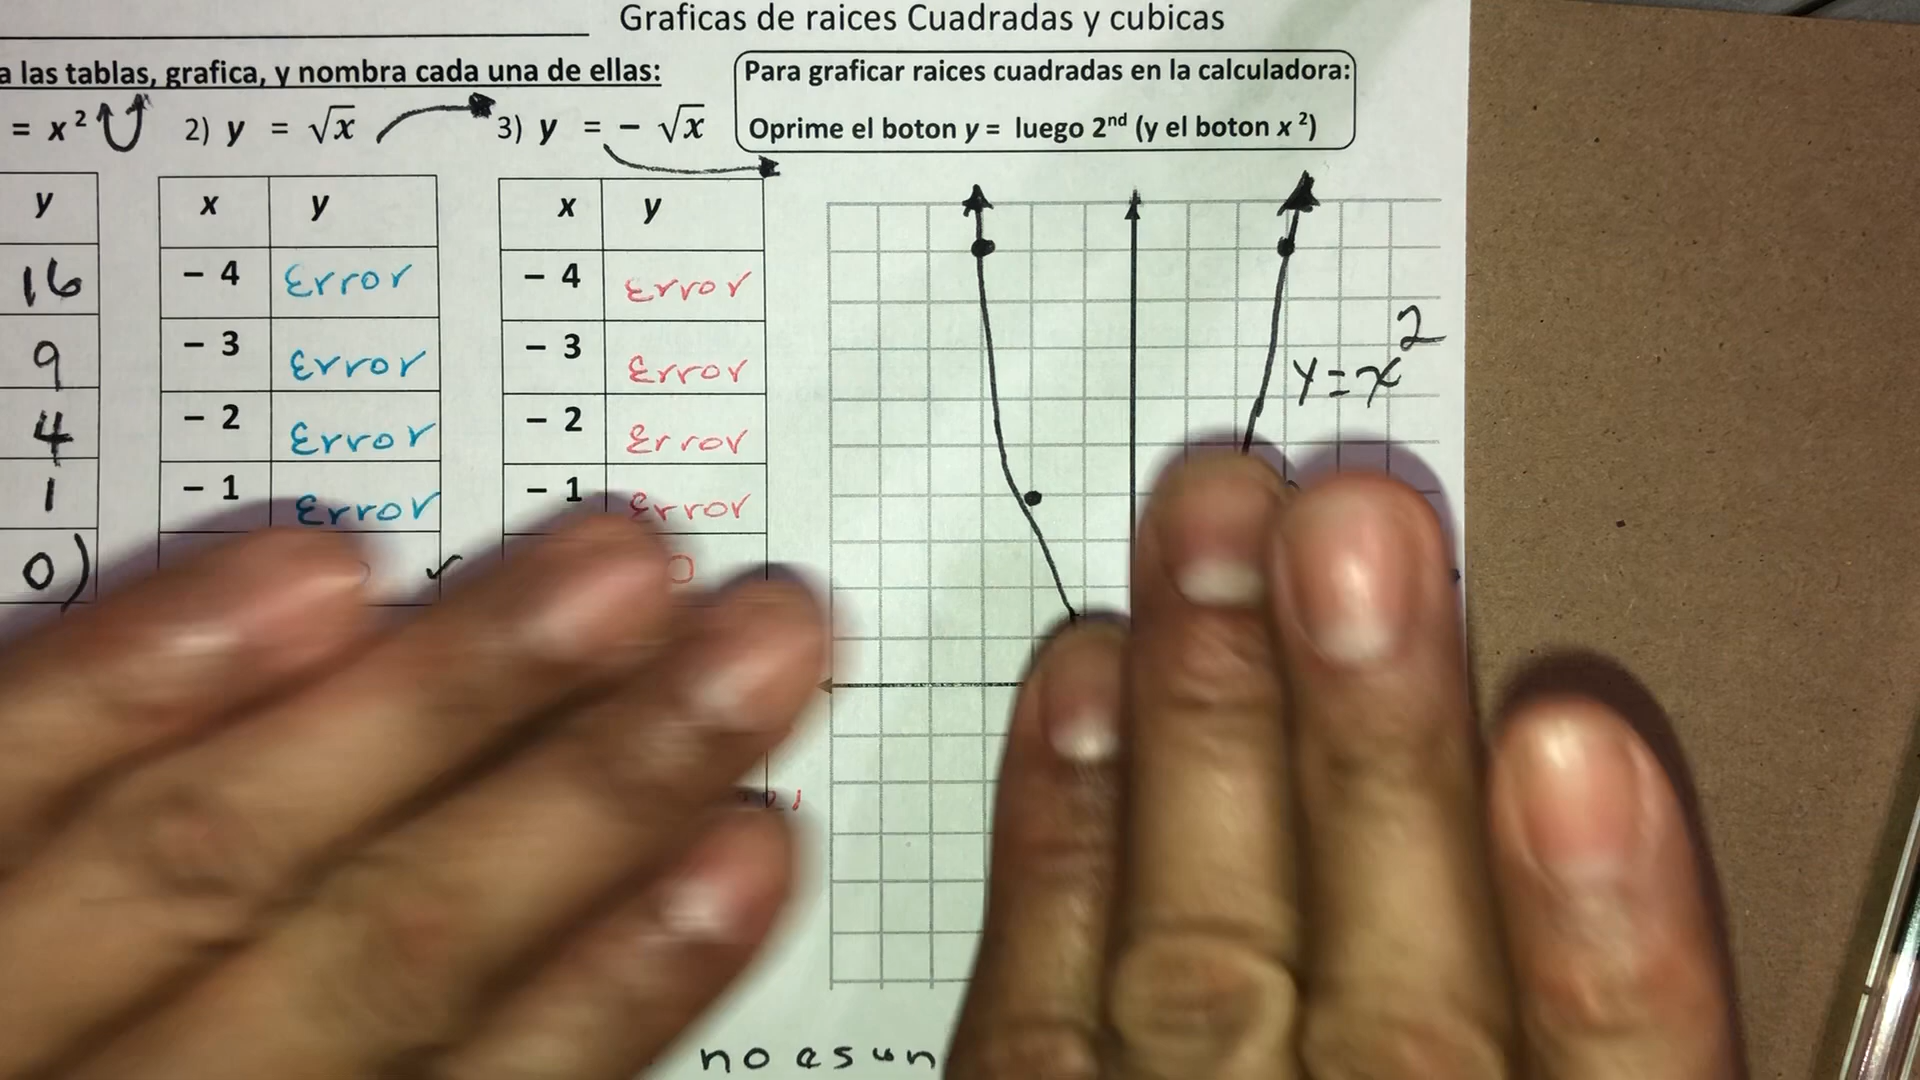 Graficas de raices Cuadradas y cubicas
a las tablas, grafica, y nombra cada una de ellas:
= x² 2) y = √x 3) y = − √x
Para graficar raices cuadradas en la calculadora:
Oprime el boton y = luego 2nd (y el boton x ²)
y
16
9
4
1
0)
x y
− 4 Error
− 3 Error
− 2 Error
− 1 Error
x y
− 4 Error
− 3 Error
− 2 Error
− 1 Error
0
y=x²
no es un